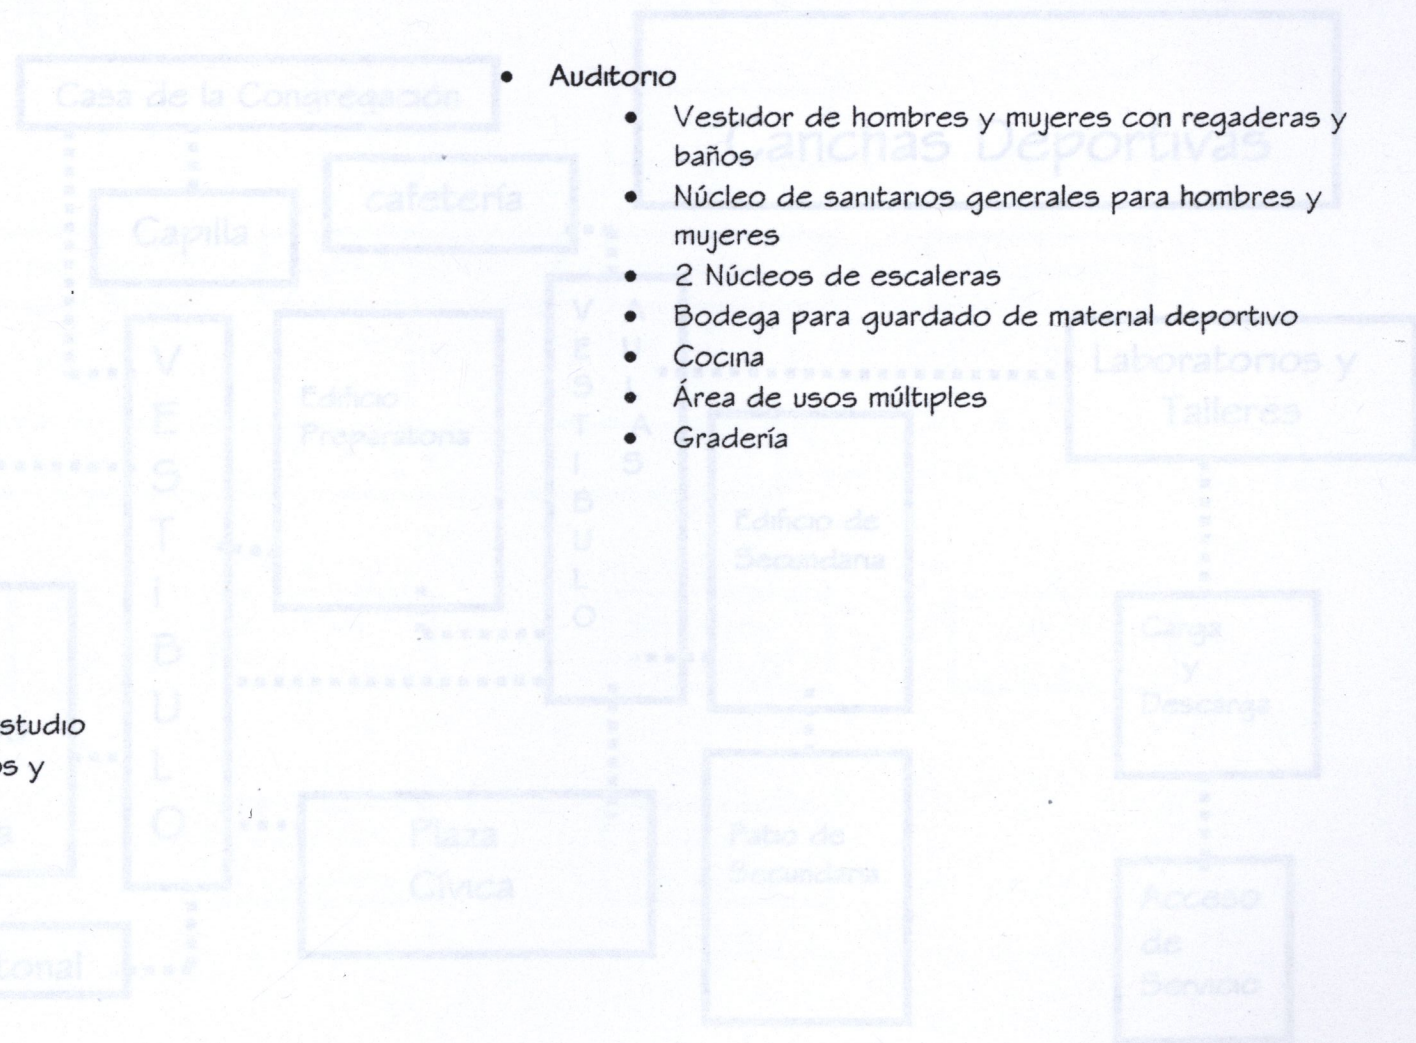 • Auditorio
• Vestidor de hombres y mujeres con regaderas y
baños
• Núcleo de sanitarios generales para hombres y
mujeres
• 2 Núcleos de escaleras
• Bodega para guardado de material deportivo
• Cocina
• Área de usos múltiples
• Gradería
studio
s y
Casa de la Congregación
Canchas Deportivas
cafetería
Capilla
VESTIBULO
Edificio
Preparatoria
VESTIBULO
AULAS
Laboratorios y
Talleres
Edificio de
Secundaria
Carga
y
Descarga
Plaza
Cívica
Patio de
Secundaria
Acceso
de
Servicio